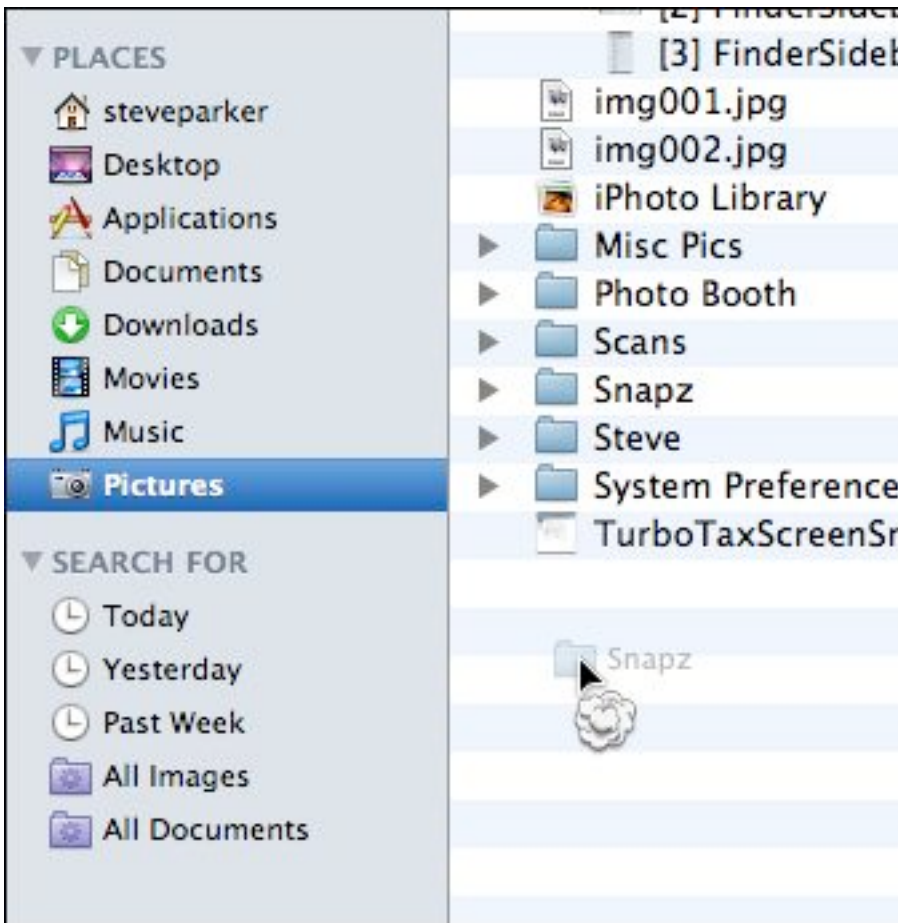 PLACES
steveparker
Desktop
Applications
Documents
Downloads
Movies
Music
Pictures
SEARCH FOR
Today
Yesterday
Past Week
All Images
All Documents
[3] FinderSideb
img001.jpg
img002.jpg
iPhoto Library
Misc Pics
Photo Booth
Scans
Snapz
Steve
System Preference
TurboTaxScreenSn
Snapz